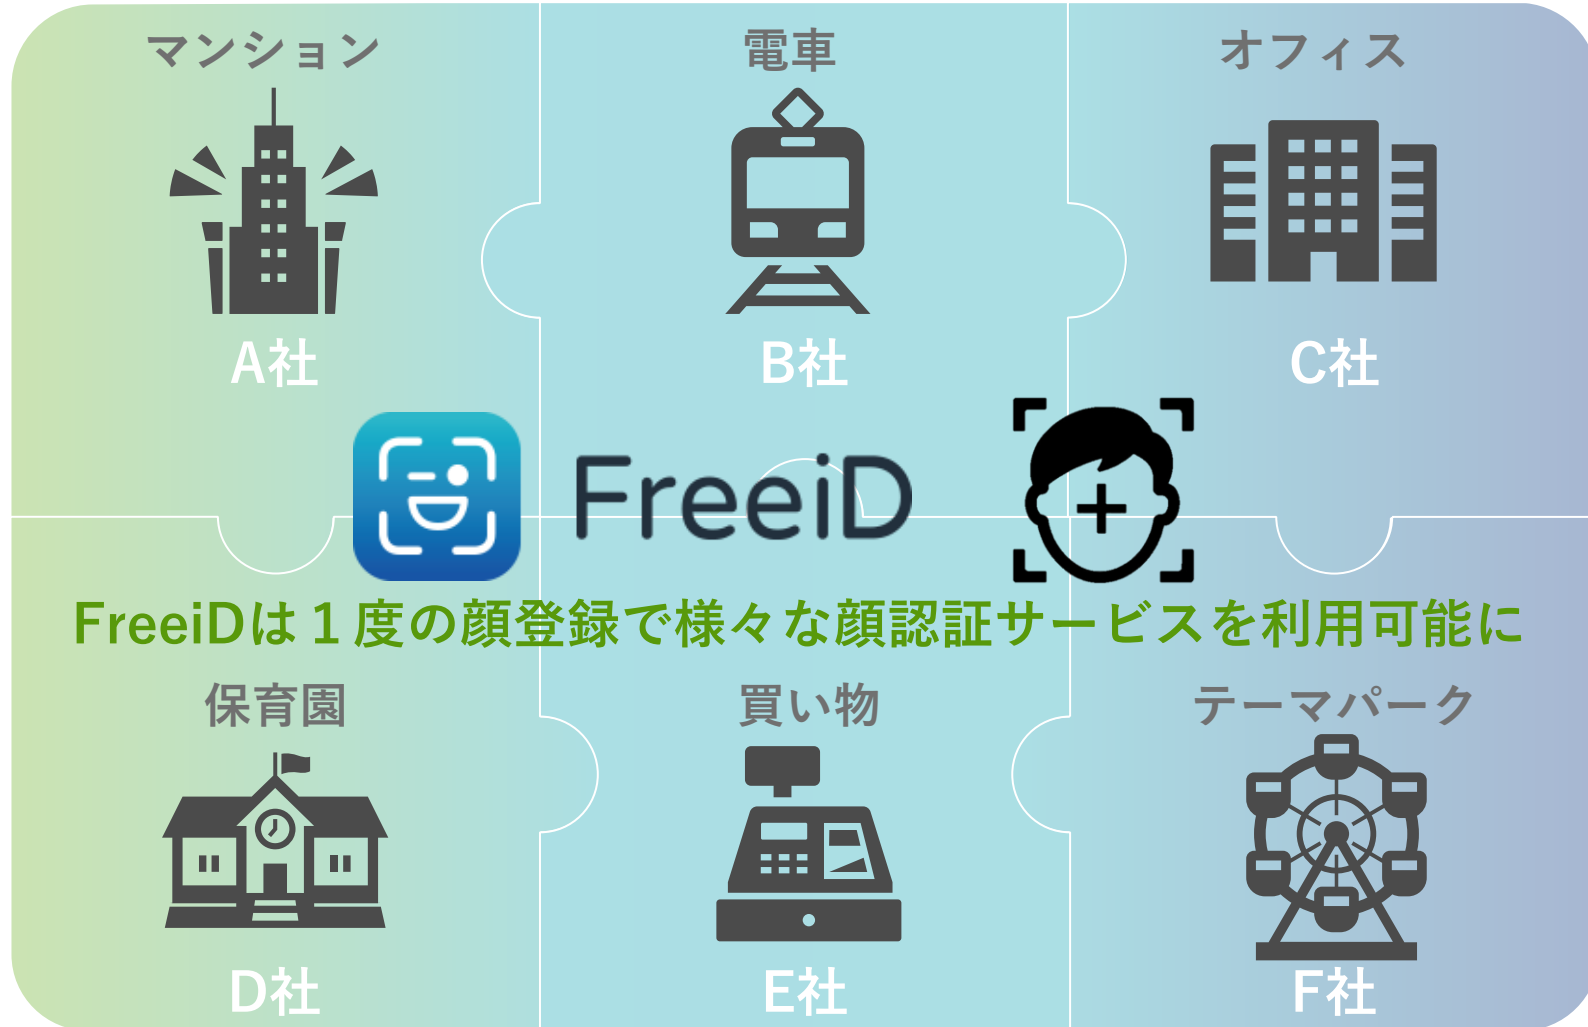 マンション
電車
オフィス
A社
B社
C社
FreeiD
FreeiDは１度の顔登録で様々な顔認証サービスを利用可能に
保育園
買い物
テーマパーク
D社
E社
F社